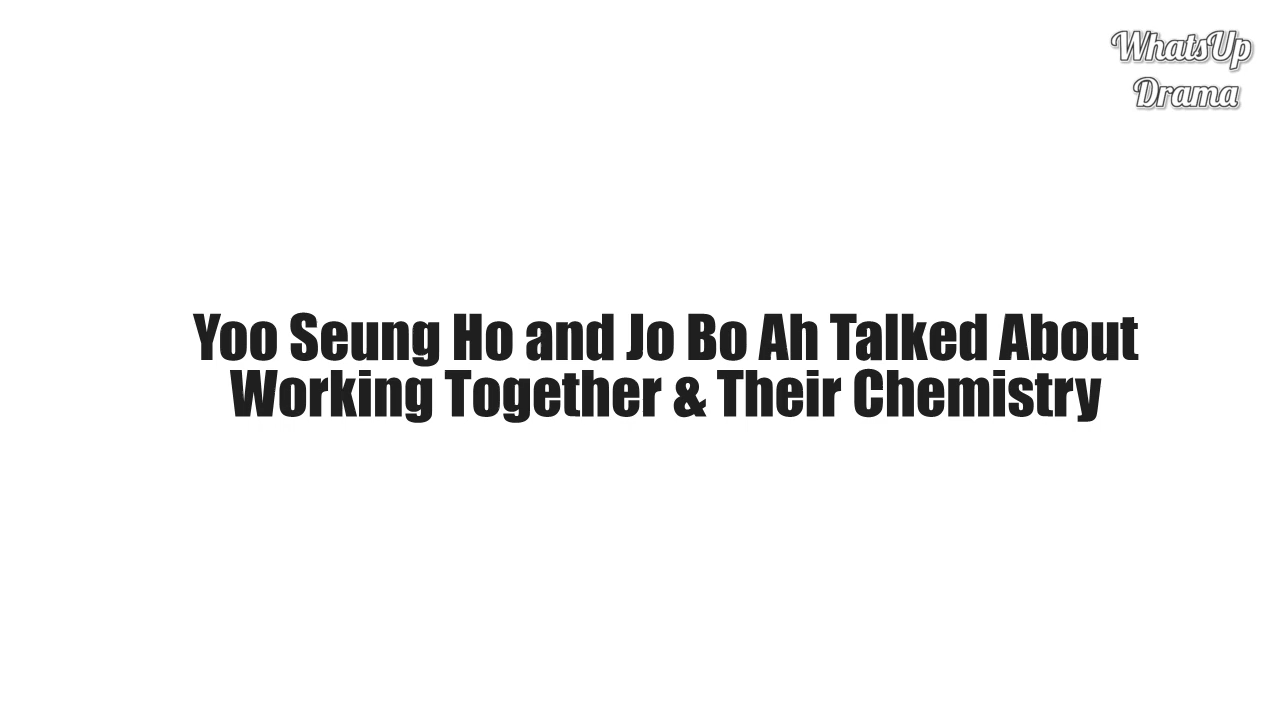 WhatsUp
Drama
Yoo Seung Ho and Jo Bo Ah Talked About
Working Together & Their Chemistry